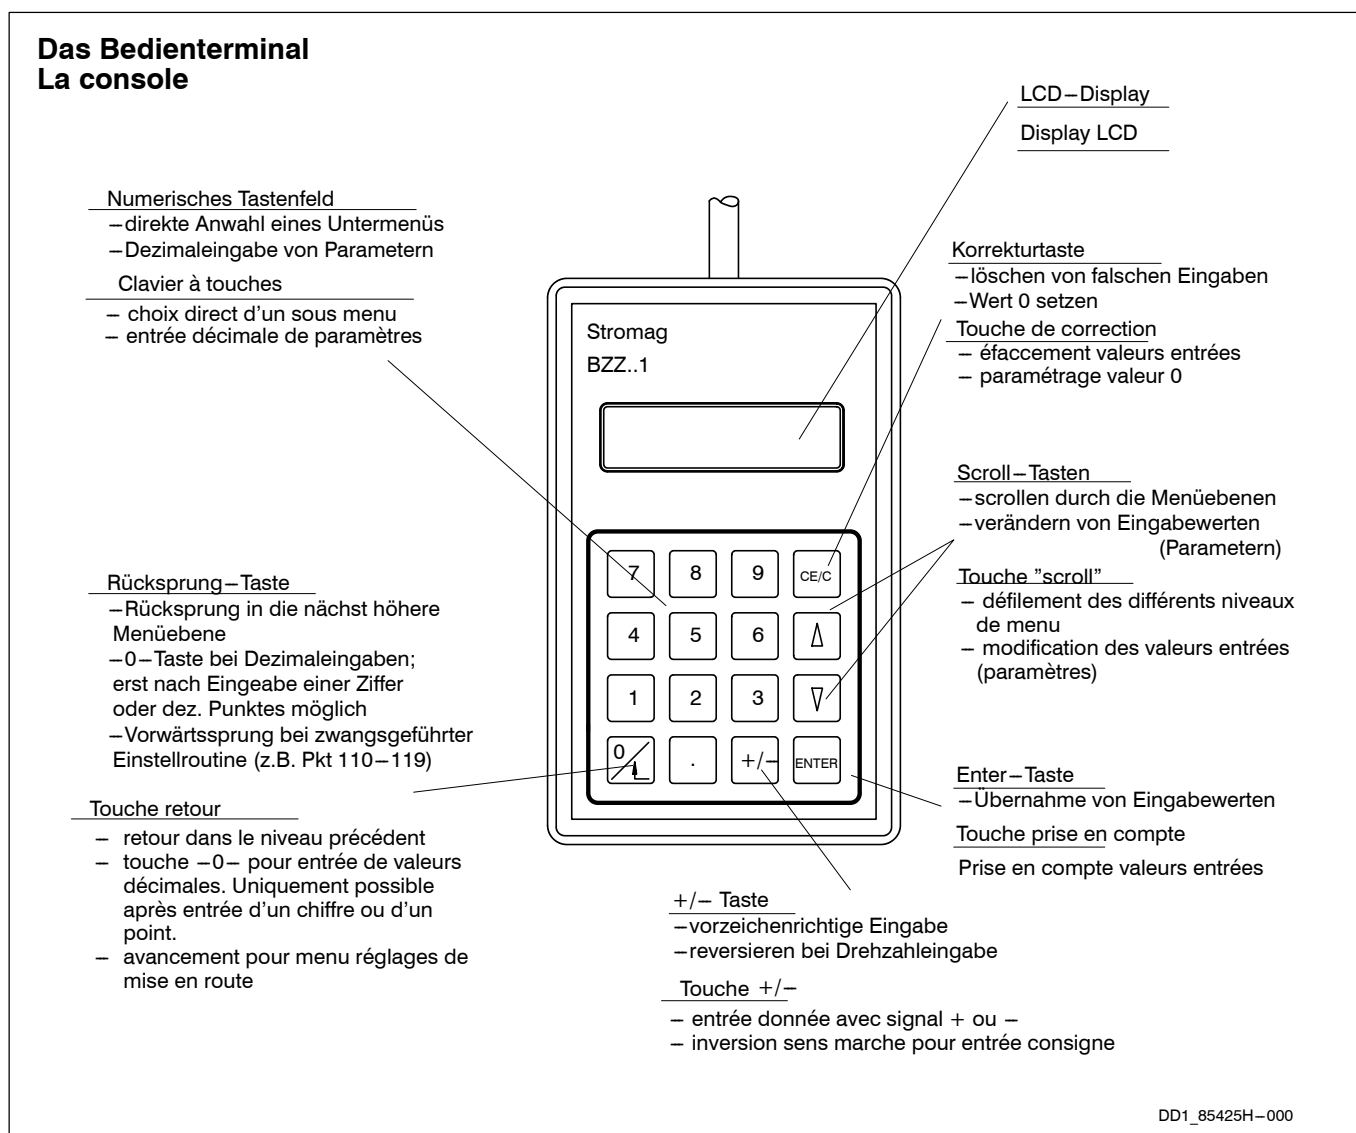 Das Bedienterminal
La console
LCD–Display
Display LCD
Numerisches Tastenfeld
–direkte Anwahl eines Untermenüs
–Dezimaleingabe von Parametern
Clavier à touches
– choix direct d'un sous menu
– entrée décimale de paramètres
Korrekturtaste
–löschen von falschen Eingaben
–Wert 0 setzen
Touche de correction
– éfaccement valeurs entrées
– paramétrage valeur 0
Stromag
BZZ..1
Scroll–Tasten
–scrollen durch die Menüebenen
–verändern von Eingabewerten
(Parametern)
Touche ”scroll”
– défilement des différents niveaux
de menu
– modification des valeurs entrées
(paramètres)
7 8 9 CE/C
4 5 6
1 2 3
0 . +/– ENTER
Rücksprung–Taste
–Rücksprung in die nächst höhere
Menüebene
–0–Taste bei Dezimaleingaben;
erst nach Eingeabe einer Ziffer
oder dez. Punktes möglich
–Vorwärtssprung bei zwangsgeführter
Einstellroutine (z.B. Pkt 110–119)
Touche retour
– retour dans le niveau précédent
– touche –0– pour entrée de valeurs
décimales. Uniquement possible
après entrée d'un chiffre ou d'un
point.
– avancement pour menu réglages de
mise en route
Enter–Taste
–Übernahme von Eingabewerten
Touche prise en compte
Prise en compte valeurs entrées
+/– Taste
–vorzeichenrichtige Eingabe
–reversieren bei Drehzahleingabe
Touche +/–
– entrée donnée avec signal + ou –
– inversion sens marche pour entrée consigne
DD1_85425H–000